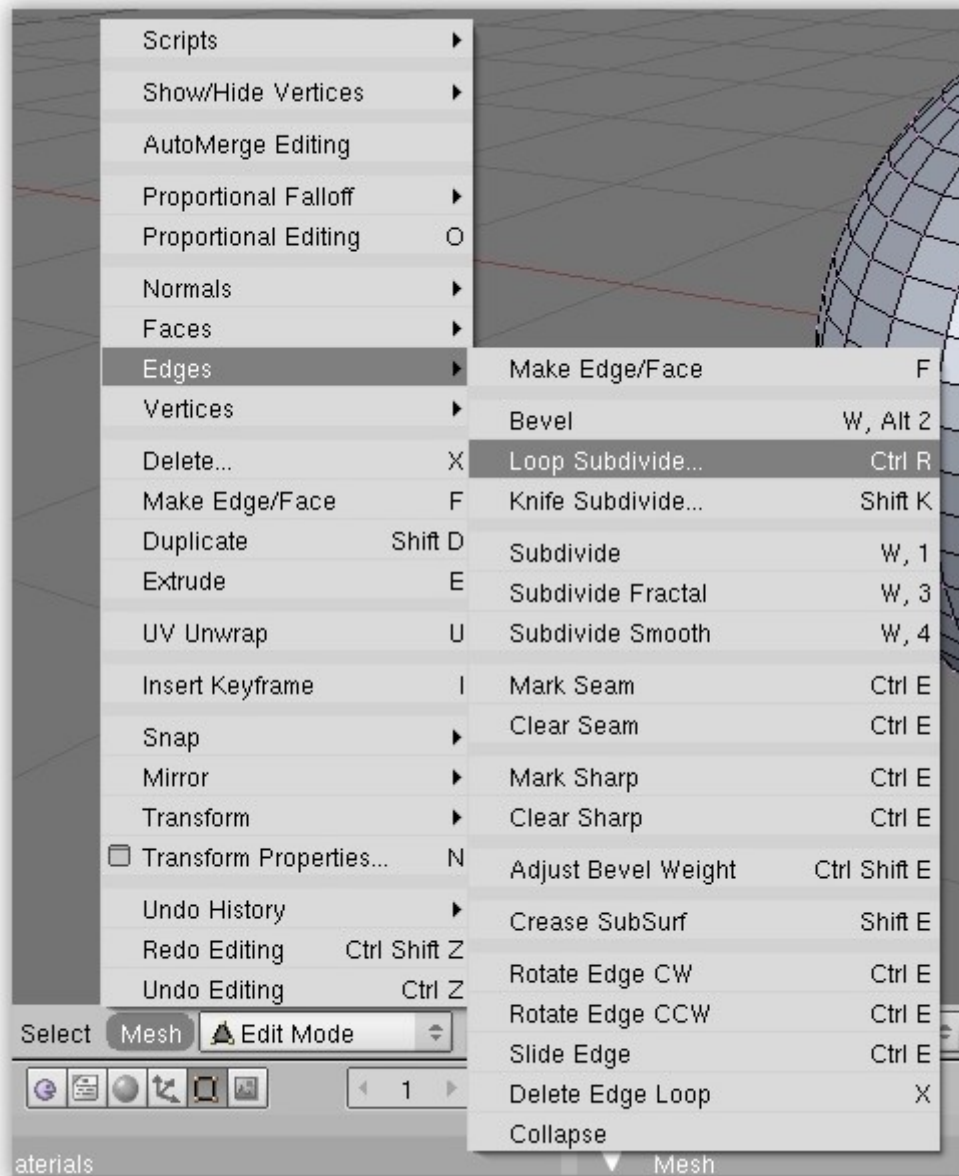 Scripts
Show/Hide Vertices
AutoMerge Editing
Proportional Falloff
Proportional Editing O
Normals
Faces
Edges
Vertices
Delete... X
Make Edge/Face F
Duplicate Shift D
Extrude E
UV Unwrap U
Insert Keyframe I
Snap
Mirror
Transform
Transform Properties... N
Undo History
Redo Editing Ctrl Shift Z
Undo Editing Ctrl Z
Make Edge/Face F
Bevel W, Alt 2
Loop Subdivide... Ctrl R
Knife Subdivide... Shift K
Subdivide W, 1
Subdivide Fractal W, 3
Subdivide Smooth W, 4
Mark Seam Ctrl E
Clear Seam Ctrl E
Mark Sharp Ctrl E
Clear Sharp Ctrl E
Adjust Bevel Weight Ctrl Shift E
Crease SubSurf Shift E
Rotate Edge CW Ctrl E
Rotate Edge CCW Ctrl E
Slide Edge Ctrl E
Delete Edge Loop X
Collapse
Select Mesh Edit Mode
1
aterials Mesh